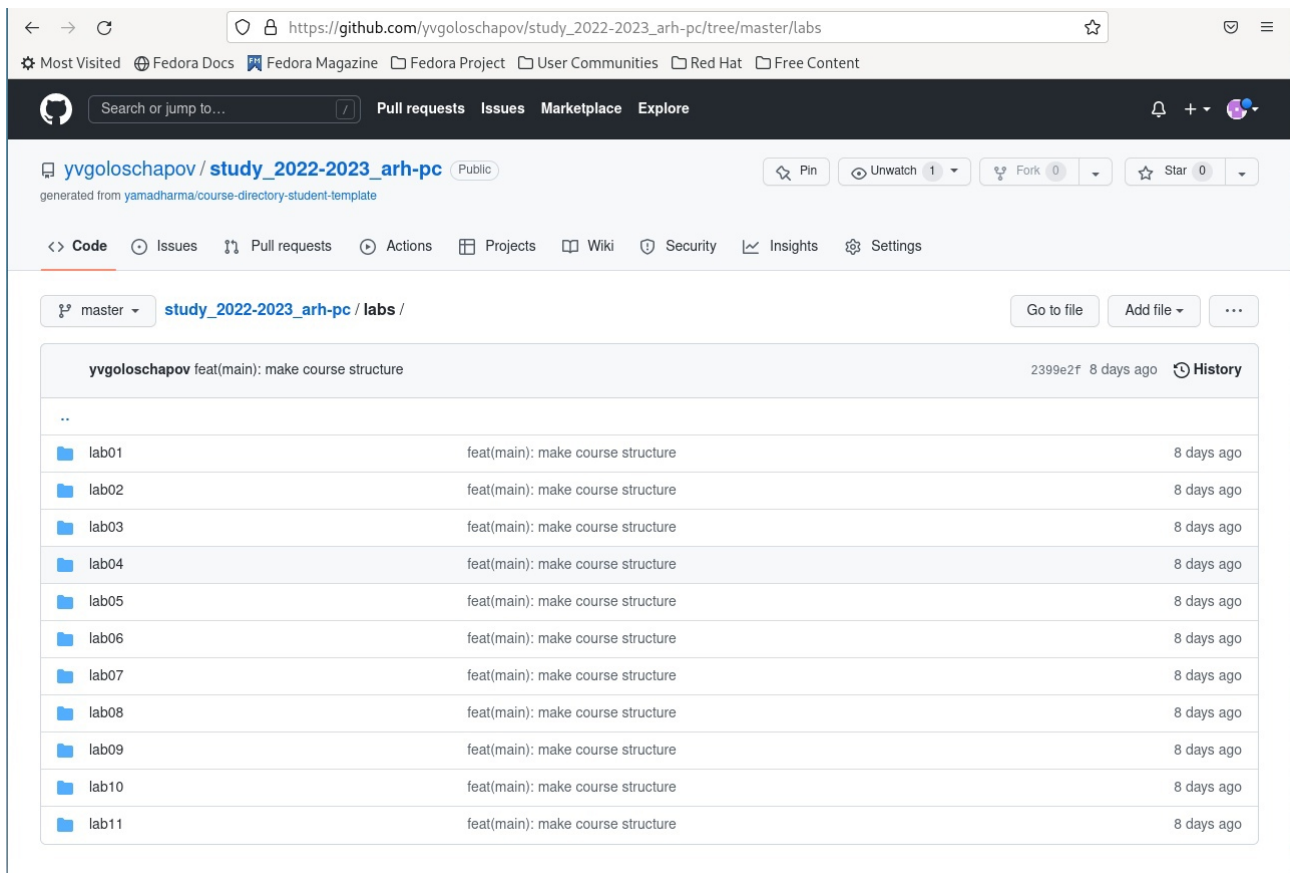 https://github.com/yvgoloschapov/study_2022-2023_arh-pc/tree/master/labs
Most Visited Fedora Docs Fedora Magazine Fedora Project User Communities Red Hat Free Content
Search or jump to... / Pull requests Issues Marketplace Explore
yvgoloschapov / study_2022-2023_arh-pc Public Pin Unwatch 1 Fork 0 Star 0
generated from yamadharma/course-directory-student-template
<> Code Issues Pull requests Actions Projects Wiki Security Insights Settings
master study_2022-2023_arh-pc / labs / Go to file Add file ...
yvgoloschapov feat(main): make course structure 2399e2f 8 days ago History
..
lab01 feat(main): make course structure 8 days ago
lab02 feat(main): make course structure 8 days ago
lab03 feat(main): make course structure 8 days ago
lab04 feat(main): make course structure 8 days ago
lab05 feat(main): make course structure 8 days ago
lab06 feat(main): make course structure 8 days ago
lab07 feat(main): make course structure 8 days ago
lab08 feat(main): make course structure 8 days ago
lab09 feat(main): make course structure 8 days ago
lab10 feat(main): make course structure 8 days ago
lab11 feat(main): make course structure 8 days ago